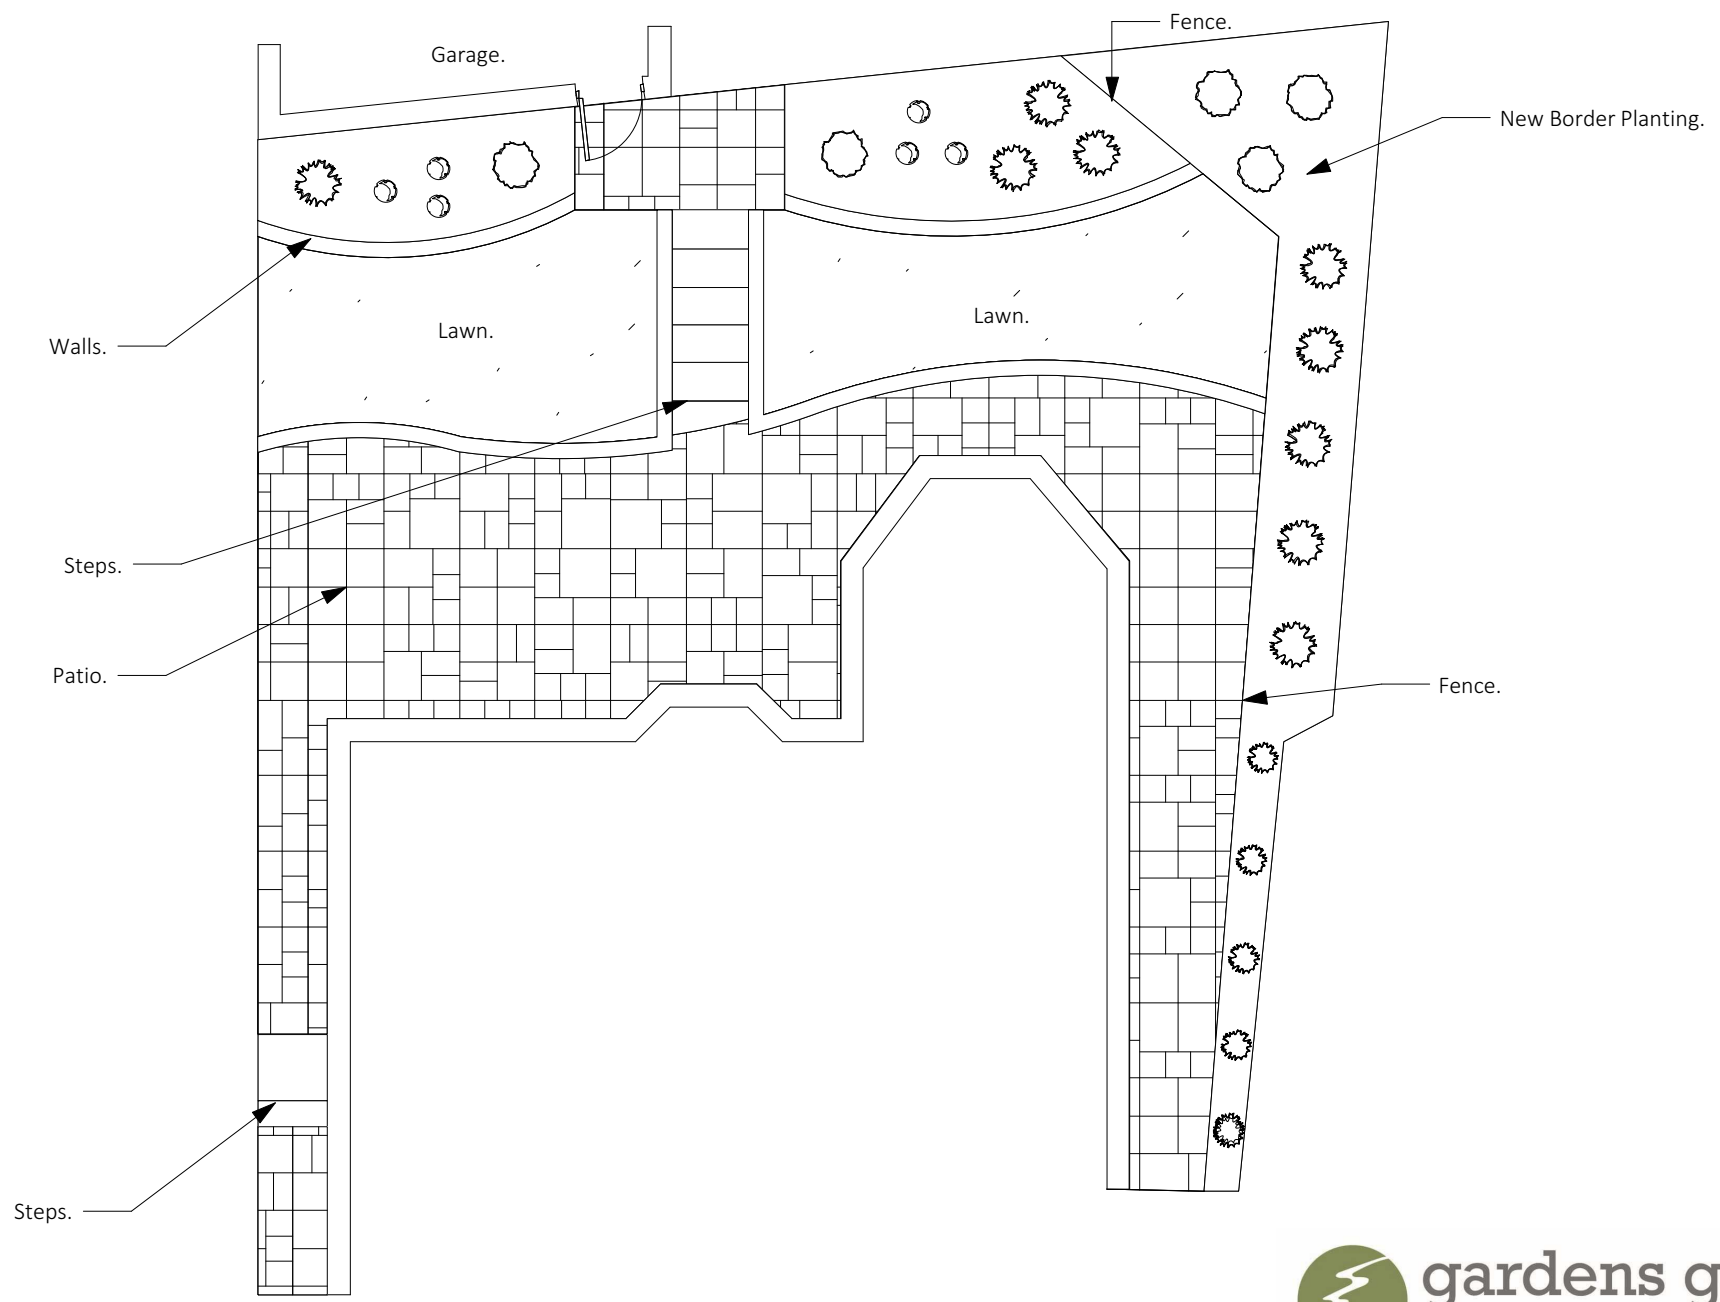 Fence.
Garage.
New Border Planting.
Lawn.
Lawn.
Walls.
Steps.
Patio.
Fence.
Steps.
gardens g